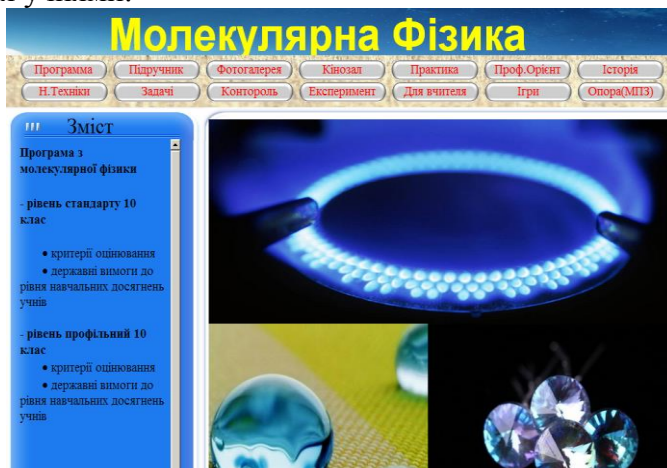 з учнями.
Молекулярна Фізика
Программа Підручник Фотогалерея Кінозал Практика Проф.Орієнт Історія
Н.Техніки Задачі Контороль Експеримент Для вчителя Ігри Опора(МПЗ)
Зміст
Програма з
молекулярної фізики
- рівень стандарту 10
клас
• критерії оцінювання
• державні вимоги до
рівня навчальних досягнень
учнів
- рівень профільний 10
клас
• критерії оцінювання
• державні вимоги до
рівня навчальних досягнень
учнів